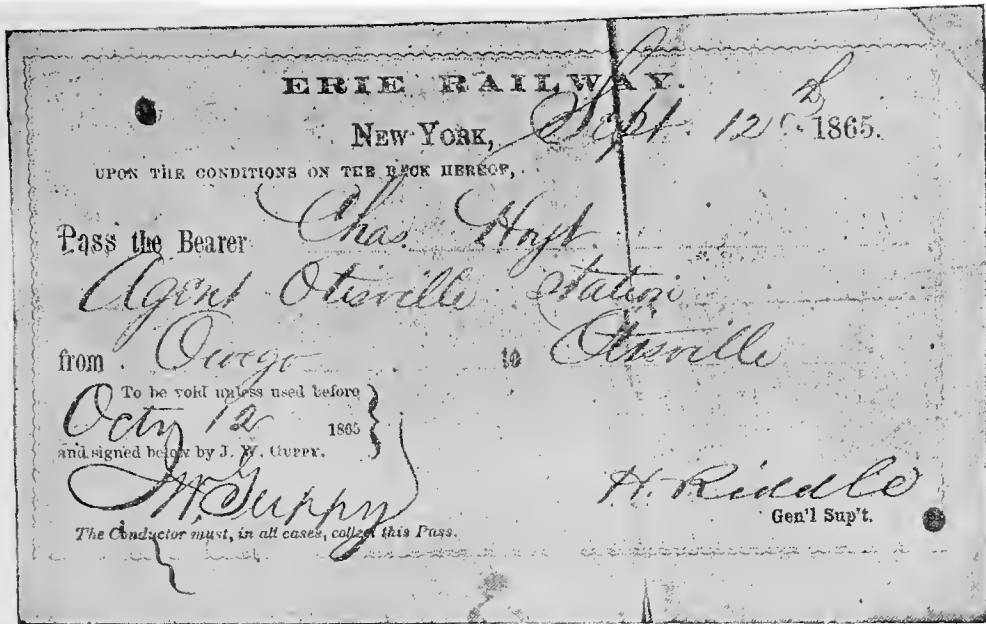 ERIE RAILWAY.
NEW-YORK, Sept. 12th 1865.
UPON THE CONDITIONS ON THE BACK HEREOF,
Pass the Bearer Chas. Hoyt.
Agent Otisville Station
from Owego to Otisville
To be void unless used before
Octr 12 1865
and signed below by J. W. GUPPY.
J W. Guppy
H. Riddle
Gen'l Sup't.
The Conductor must, in all cases, collect this Pass.